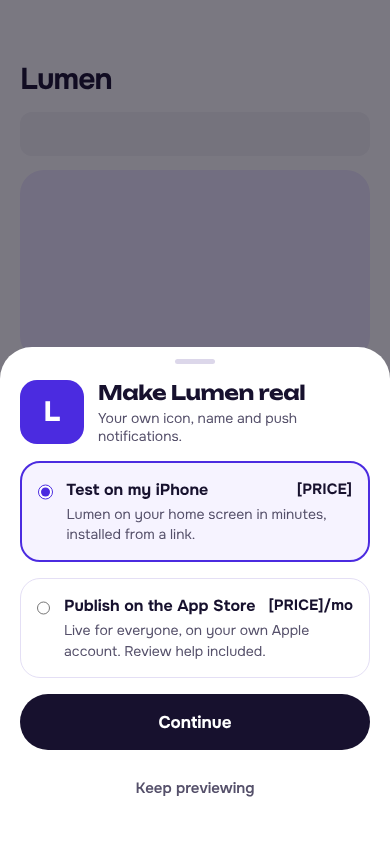 Lumen
L
Make Lumen real
Your own icon, name and push
notifications.
Test on my iPhone [PRICE]
Lumen on your home screen in minutes,
installed from a link.
Publish on the App Store [PRICE]/mo
Live for everyone, on your own Apple
account. Review help included.
Continue
Keep previewing